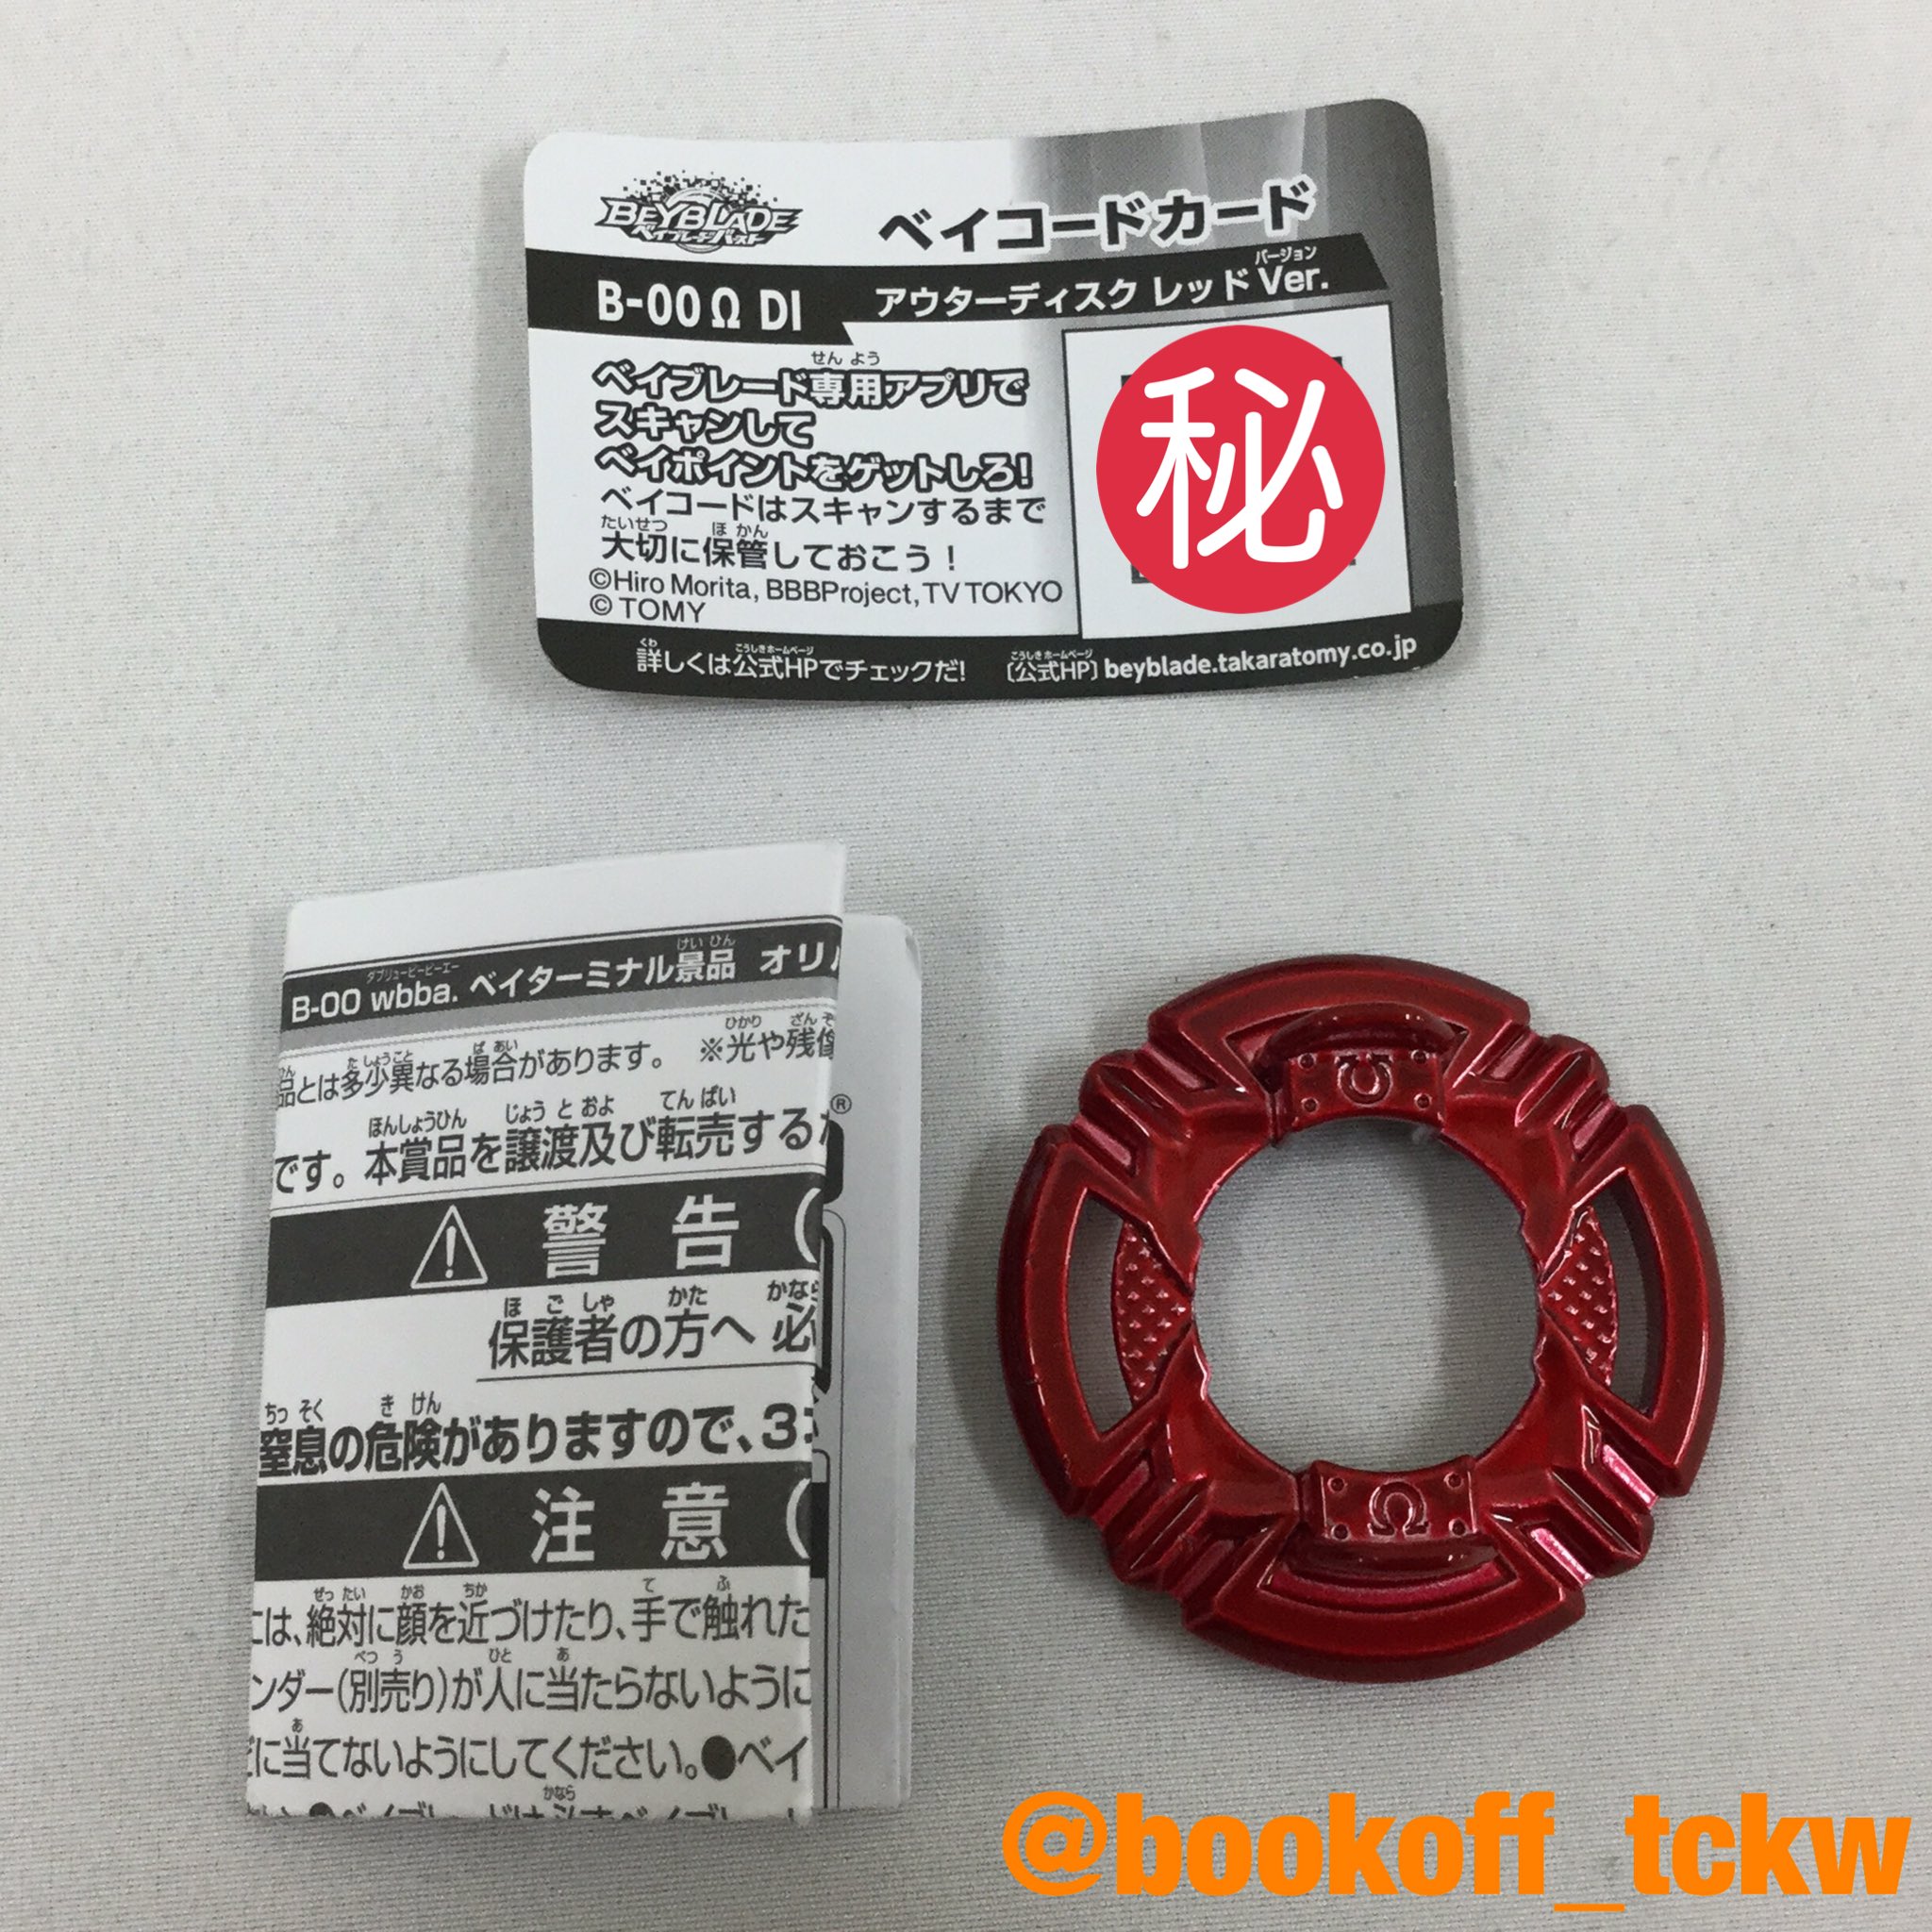 BEYBLADE
ベイブレードバースト
ベイコードカード
B-00 Ω DI
アウターディスク レッドVer.
バージョン
せんよう
ベイブレード専用アプリで
スキャンして
ベイポイントをゲットしろ!
ベイコードはスキャンするまで
たいせつ ほかん
大切に保管しておこう!
©Hiro Morita, BBBProject, TV TOKYO
© TOMY
くわ こうしきホームページ
詳しくは公式HPでチェックだ!
こうしきホームページ
〔公式HP〕beyblade.takaratomy.co.jp
秘
ダブリュービービーエー けいひん
B-00 wbba. ベイターミナル景品 オリ
たしょうこと ばあい ひかり ざんぞ
品とは多少異なる場合があります。 ※光や残像
ほんしょうひん じょうと およ てんばい
です。本賞品を譲渡及び転売する
®
警告(
ほごしゃ かた かなら
保護者の方へ 必
ちっそく きけん
窒息の危険がありますので、3
注意(
ぜったい かお ちか て ふ
には、絶対に顔を近づけたり、手で触れた
べつう ひと あ
ンダー(別売り)が人に当たらないように
あ
に当てないようにしてください。●ベイ
かなら
Ω
Ω
@bookoff_tckw